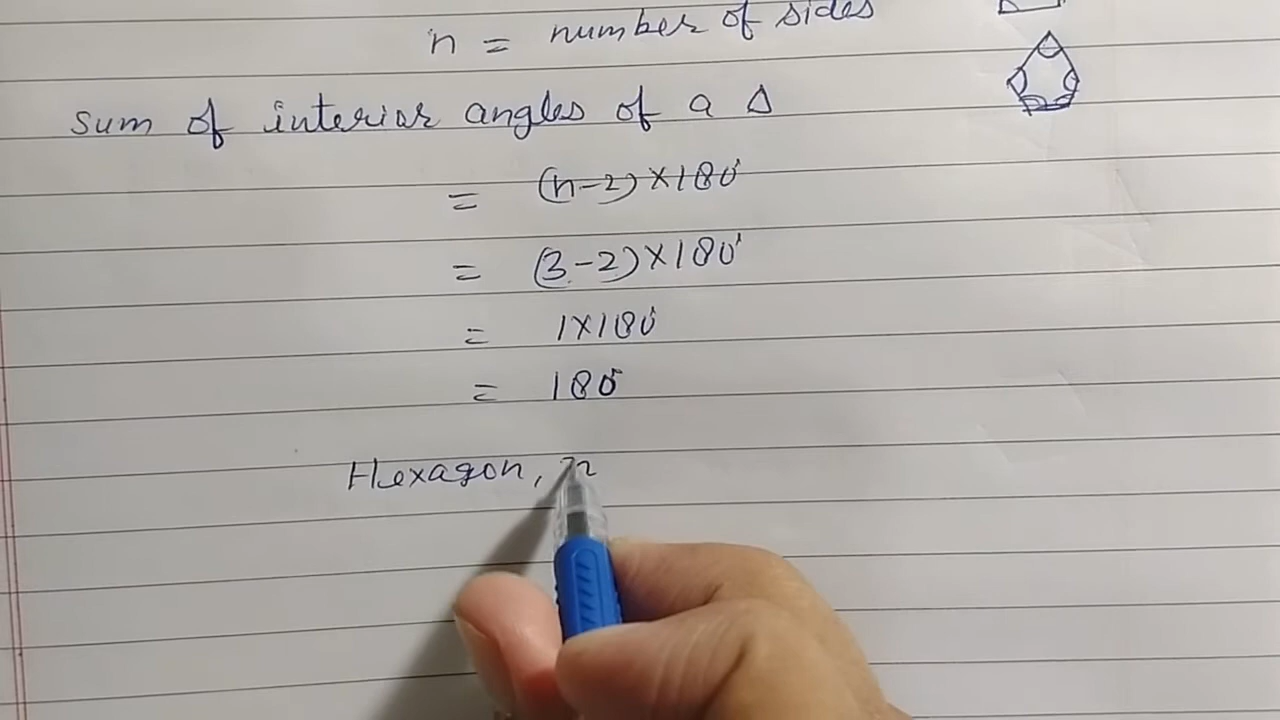 n = number of sides
sum of interior angles of a Δ
= (n-2)×180°
= (3-2)×180°
= 1×180°
= 180°
Hexagon, n